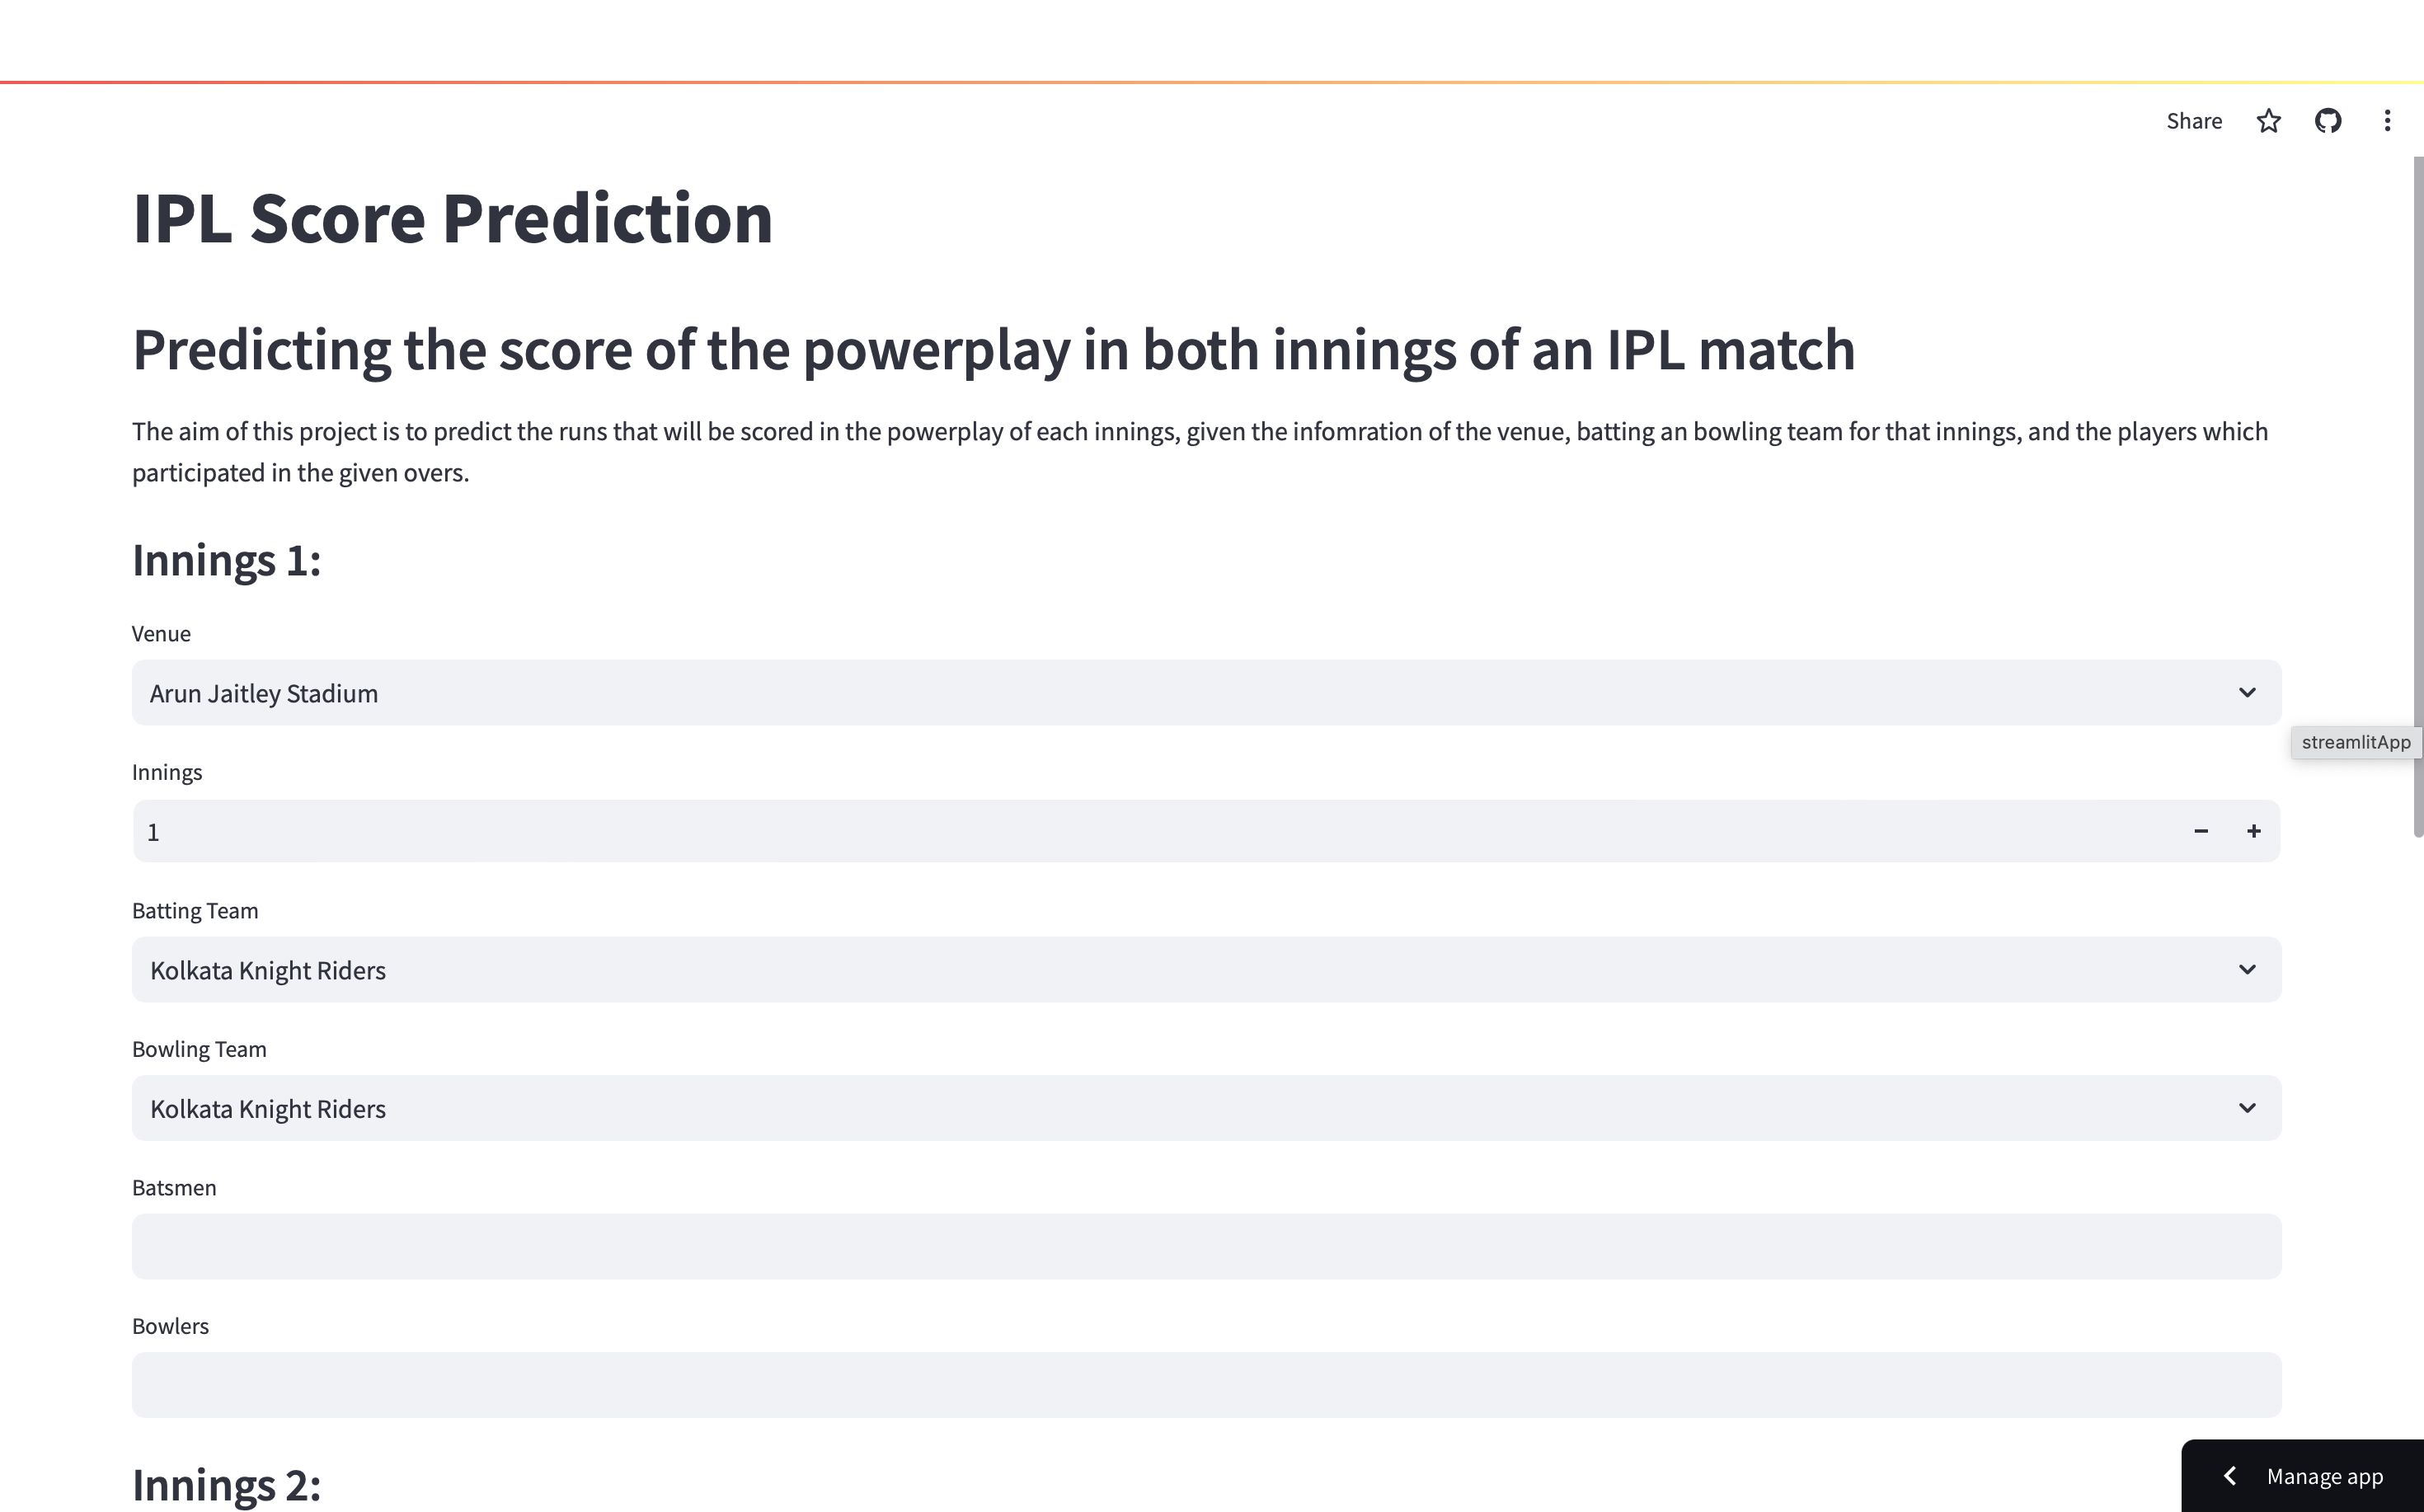 Share
IPL Score Prediction
Predicting the score of the powerplay in both innings of an IPL match
The aim of this project is to predict the runs that will be scored in the powerplay of each innings, given the infomration of the venue, batting an bowling team for that innings, and the players which
participated in the given overs.
Innings 1:
Venue
Arun Jaitley Stadium
streamlitApp
Innings
1
Batting Team
Kolkata Knight Riders
Bowling Team
Kolkata Knight Riders
Batsmen
Bowlers
Innings 2:
Manage app